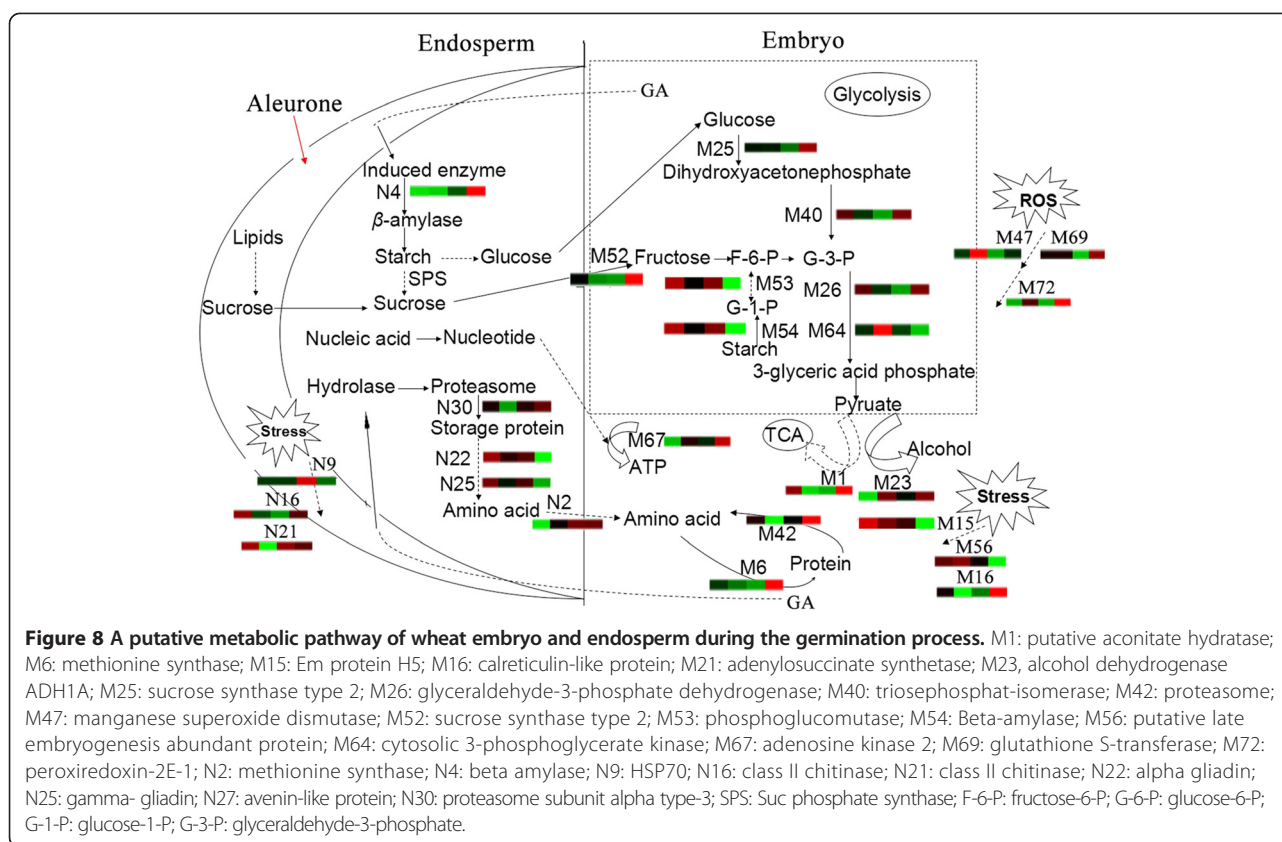 Endosperm
Embryo
Aleurone
GA
Glycolysis
Glucose
M25
Dihydroxyacetonephosphate
Induced enzyme
N4
β-amylase
M40
ROS
M47
M69
M72
Lipids
Starch
Glucose
SPS
Sucrose
Sucrose
M52
Fructose
F-6-P
G-3-P
M53
G-1-P
M26
M54
Starch
M64
3-glyceric acid phosphate
Nucleic acid
Nucleotide
Hydrolase
Proteasome
N30
Storage protein
Pyruate
TCA
M67
ATP
Alcohol
M1
M23
Stress
N9
N16
N21
N22
N25
Amino acid
N2
Amino acid
M42
Protein
M6
GA
M15
Stress
M56
M16
Figure 8 A putative metabolic pathway of wheat embryo and endosperm during the germination process. M1: putative aconitate hydratase;
M6: methionine synthase; M15: Em protein H5; M16: calreticulin-like protein; M21: adenylosuccinate synthetase; M23, alcohol dehydrogenase
ADH1A; M25: sucrose synthase type 2; M26: glyceraldehyde-3-phosphate dehydrogenase; M40: triosephosphat-isomerase; M42: proteasome;
M47: manganese superoxide dismutase; M52: sucrose synthase type 2; M53: phosphoglucomutase; M54: Beta-amylase; M56: putative late
embryogenesis abundant protein; M64: cytosolic 3-phosphoglycerate kinase; M67: adenosine kinase 2; M69: glutathione S-transferase; M72:
peroxiredoxin-2E-1; N2: methionine synthase; N4: beta amylase; N9: HSP70; N16: class II chitinase; N21: class II chitinase; N22: alpha gliadin;
N25: gamma- gliadin; N27: avenin-like protein; N30: proteasome subunit alpha type-3; SPS: Suc phosphate synthase; F-6-P: fructose-6-P; G-6-P: glucose-6-P;
G-1-P: glucose-1-P; G-3-P: glyceraldehyde-3-phosphate.